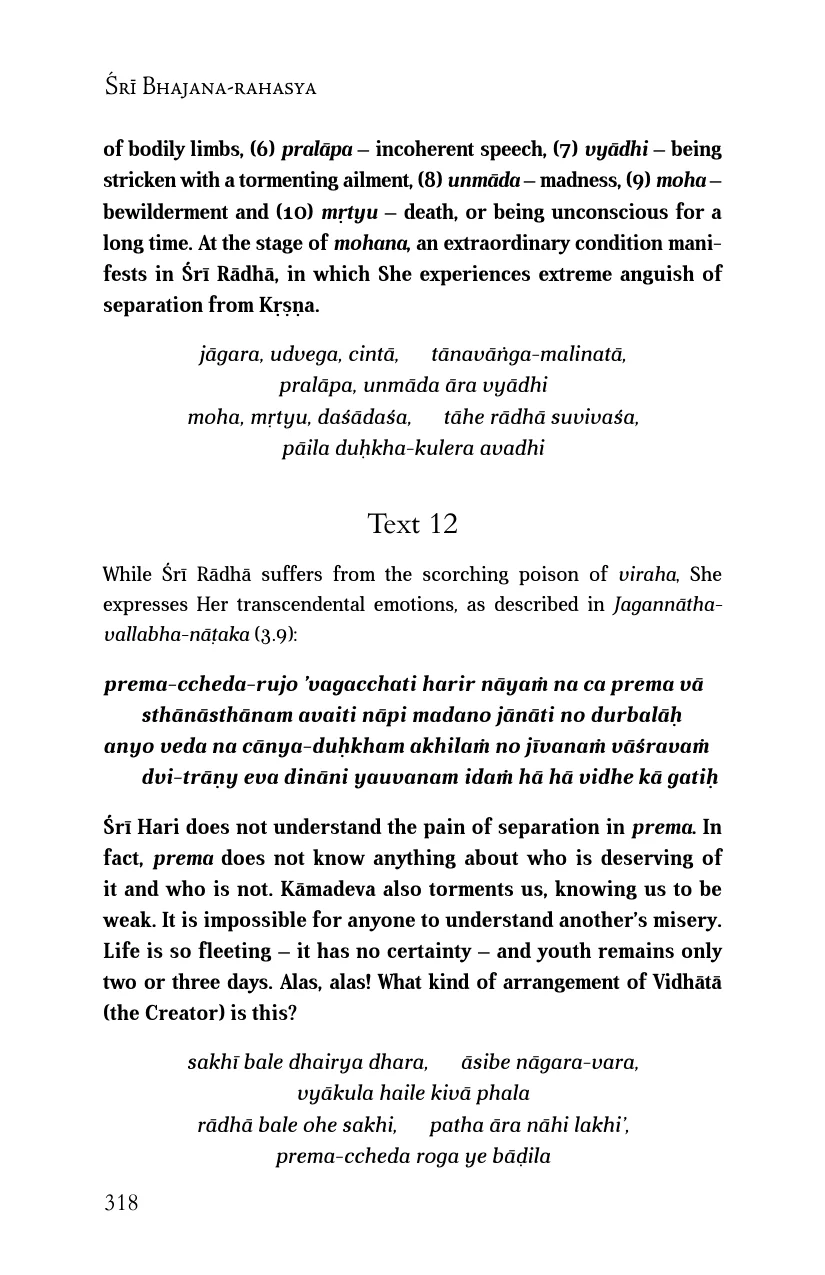 Śrī Bhajana-rahasya
of bodily limbs, (6) pralāpa – incoherent speech, (7) vyādhi – being
stricken with a tormenting ailment, (8) unmāda – madness, (9) moha –
bewilderment and (10) mṛtyu – death, or being unconscious for a
long time. At the stage of mohana, an extraordinary condition mani-
fests in Śrī Rādhā, in which She experiences extreme anguish of
separation from Kṛṣṇa.
jāgara, udvega, cintā, tānavāṅga-malinatā,
pralāpa, unmāda āra vyādhi
moha, mṛtyu, daśādaśa, tāhe rādhā suvivaśa,
pāila duḥkha-kulera avadhi
Text 12
While Śrī Rādhā suffers from the scorching poison of viraha, She
expresses Her transcendental emotions, as described in Jagannātha-
vallabha-nāṭaka (3.9):
prema-ccheda-rujo ’vagacchati harir nāyaṁ na ca prema vā
sthānāsthānam avaiti nāpi madano jānāti no durbalāḥ
anyo veda na cānya-duḥkham akhilaṁ no jīvanaṁ vāśravaṁ
dvi-trāṇy eva dināni yauvanam idaṁ hā hā vidhe kā gatiḥ
Śrī Hari does not understand the pain of separation in prema. In
fact, prema does not know anything about who is deserving of
it and who is not. Kāmadeva also torments us, knowing us to be
weak. It is impossible for anyone to understand another’s misery.
Life is so fleeting – it has no certainty – and youth remains only
two or three days. Alas, alas! What kind of arrangement of Vidhātā
(the Creator) is this?
sakhī bale dhairya dhara, āsibe nāgara-vara,
vyākula haile kivā phala
rādhā bale ohe sakhi, patha āra nāhi lakhi’,
prema-ccheda roga ye bāḍila
318